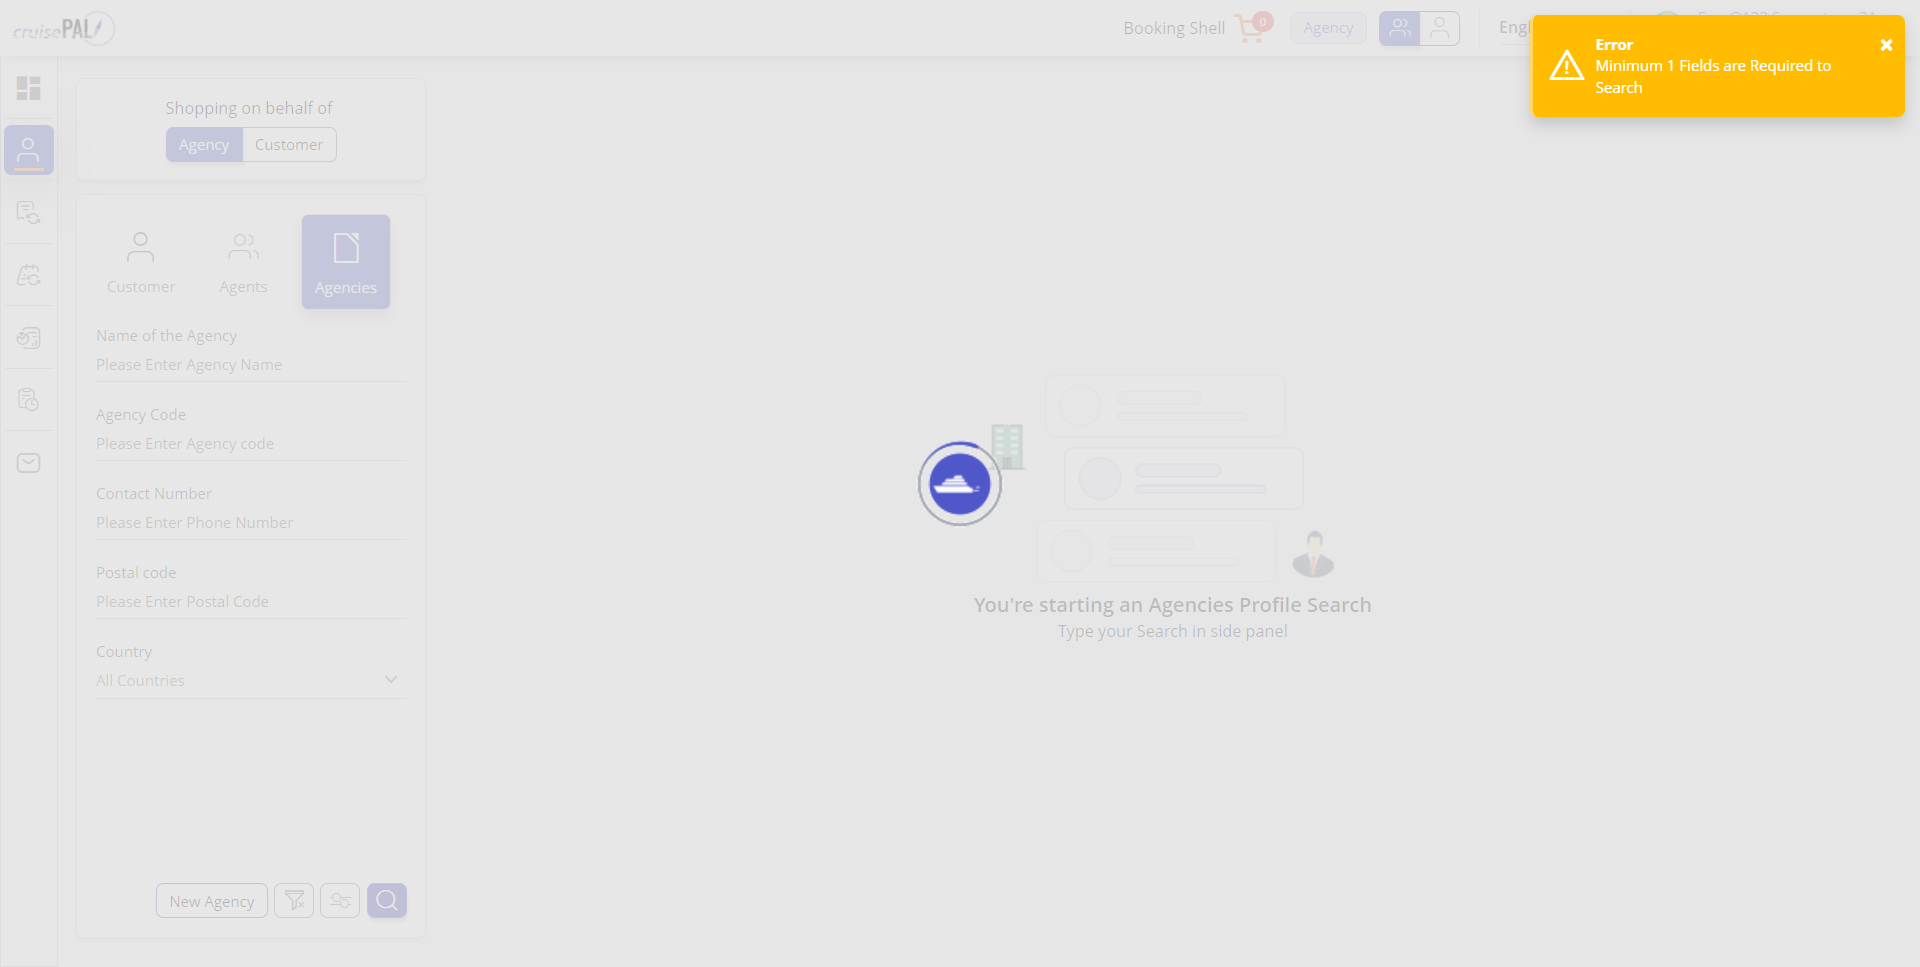 cruisePAL
Booking Shell
0
Agency
Error
Minimum 1 Fields are Required to
Search
Shopping on behalf of
Agency
Customer
Customer
Agents
Agencies
Name of the Agency
Please Enter Agency Name
Agency Code
Please Enter Agency code
Contact Number
Please Enter Phone Number
Postal code
Please Enter Postal Code
Country
All Countries
New Agency
You're starting an Agencies Profile Search
Type your Search in side panel